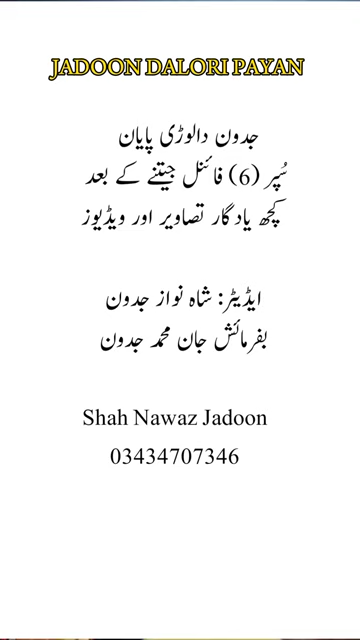 JADOON DALORI PAYAN
جدون دالوڑی پایان
سُپر (6) فائنل جیتنے کے بعد
کچھ یادگار تصاویر اور ویڈیوز
ایڈیٹر: شاہ نواز جدون
بفرمائش جان محمد جدون
Shah Nawaz Jadoon
03434707346